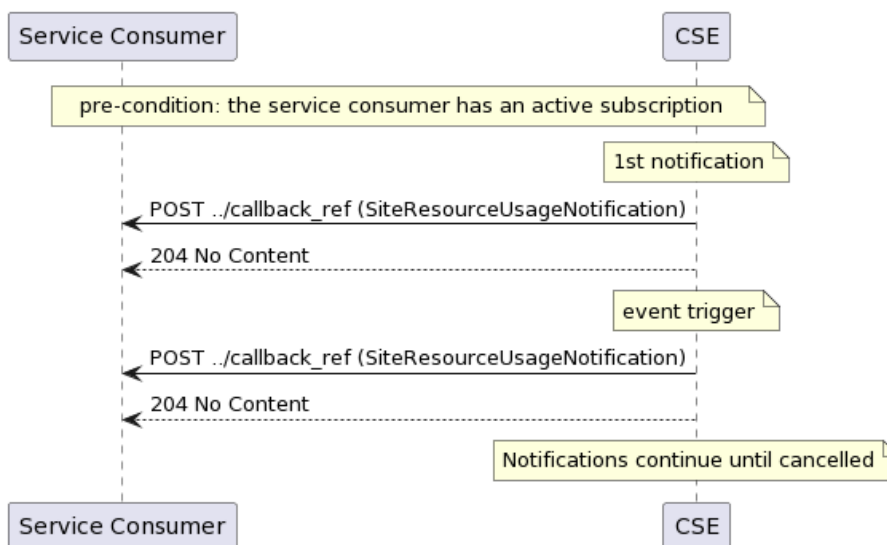 Service Consumer
CSE
pre-condition: the service consumer has an active subscription
1st notification
POST ../callback_ref (SiteResourceUsageNotification)
204 No Content
event trigger
POST ../callback_ref (SiteResourceUsageNotification)
204 No Content
Notifications continue until cancelled
Service Consumer
CSE